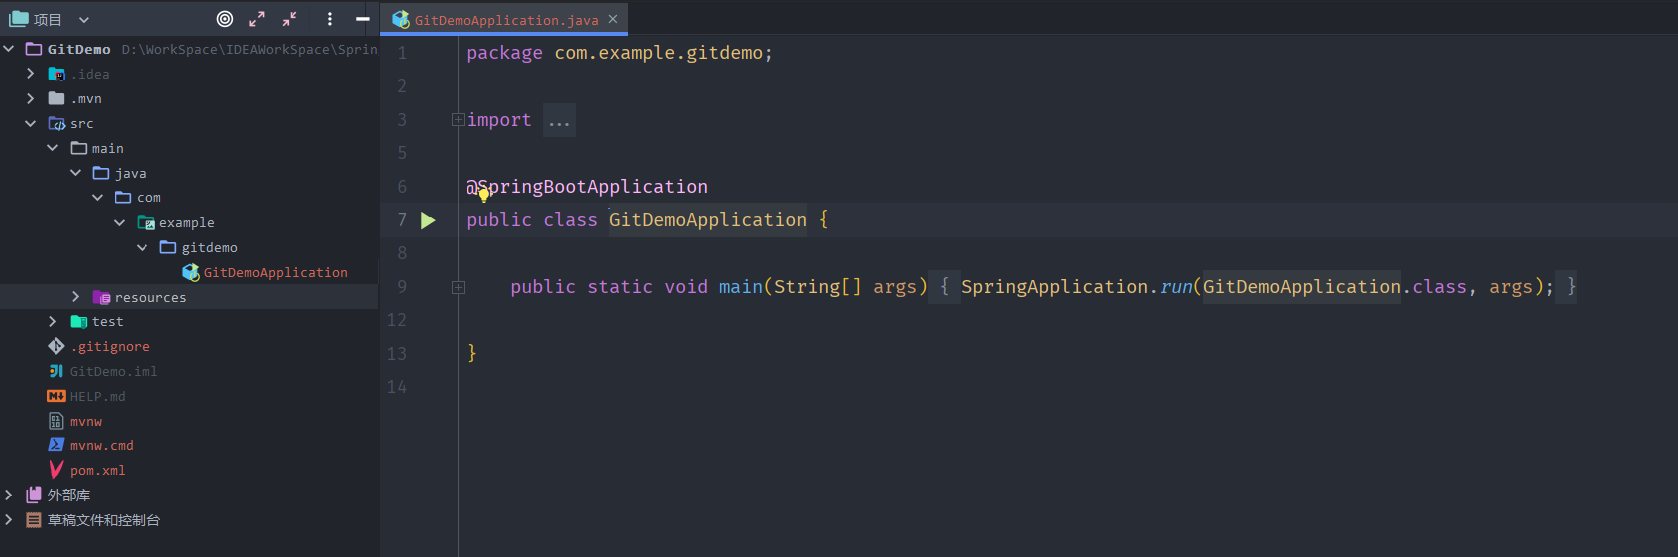 项目
GitDemo D:\WorkSpace\IDEAWorkSpace\Sprin
.idea
.mvn
src
main
java
com
example
gitdemo
GitDemoApplication
resources
test
.gitignore
GitDemo.iml
HELP.md
mvnw
mvnw.cmd
pom.xml
外部库
草稿文件和控制台
GitDemoApplication.java
1 package com.example.gitdemo;
2
3 import ...
5
6 @SpringBootApplication
7 public class GitDemoApplication {
8
9 public static void main(String[] args) { SpringApplication.run(GitDemoApplication.class, args); }
12
13 }
14